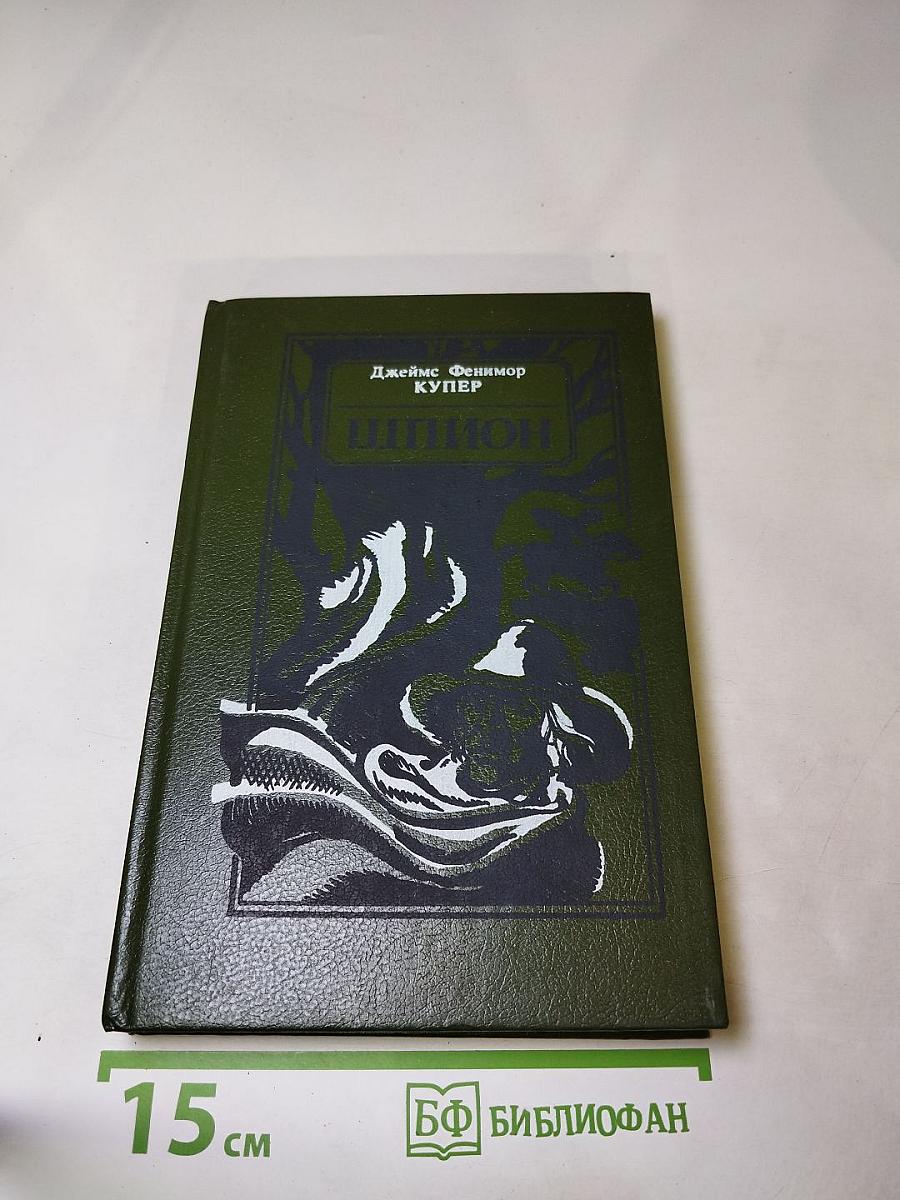 Джеймс Фенимор
КУПЕР
ШПИОН
15 см
БФ БИБЛИОФАН